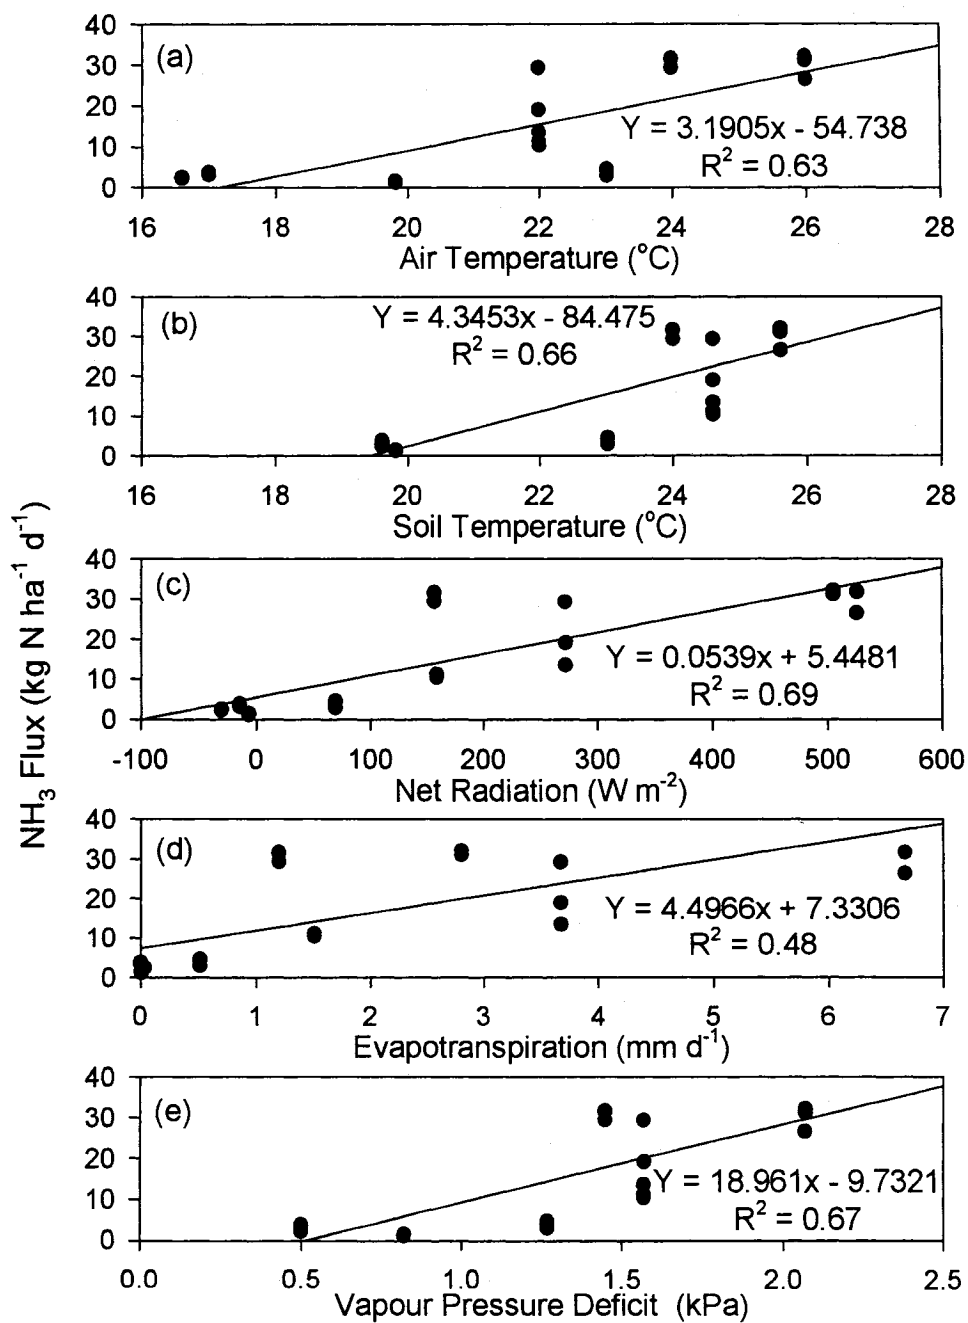 NH₃ Flux (kg N ha⁻¹ d⁻¹)
(a)
40
30
20
10
0
Y = 3.1905x - 54.738
R² = 0.63
16 18 20 22 24 26 28
Air Temperature (°C)
(b)
40
30
20
10
0
Y = 4.3453x - 84.475
R² = 0.66
16 18 20 22 24 26 28
Soil Temperature (°C)
(c)
40
30
20
10
0
Y = 0.0539x + 5.4481
R² = 0.69
-100 0 100 200 300 400 500 600
Net Radiation (W m⁻²)
(d)
40
30
20
10
0
Y = 4.4966x + 7.3306
R² = 0.48
0 1 2 3 4 5 6 7
Evapotranspiration (mm d⁻¹)
(e)
40
30
20
10
0
Y = 18.961x - 9.7321
R² = 0.67
0.0 0.5 1.0 1.5 2.0 2.5
Vapour Pressure Deficit (kPa)